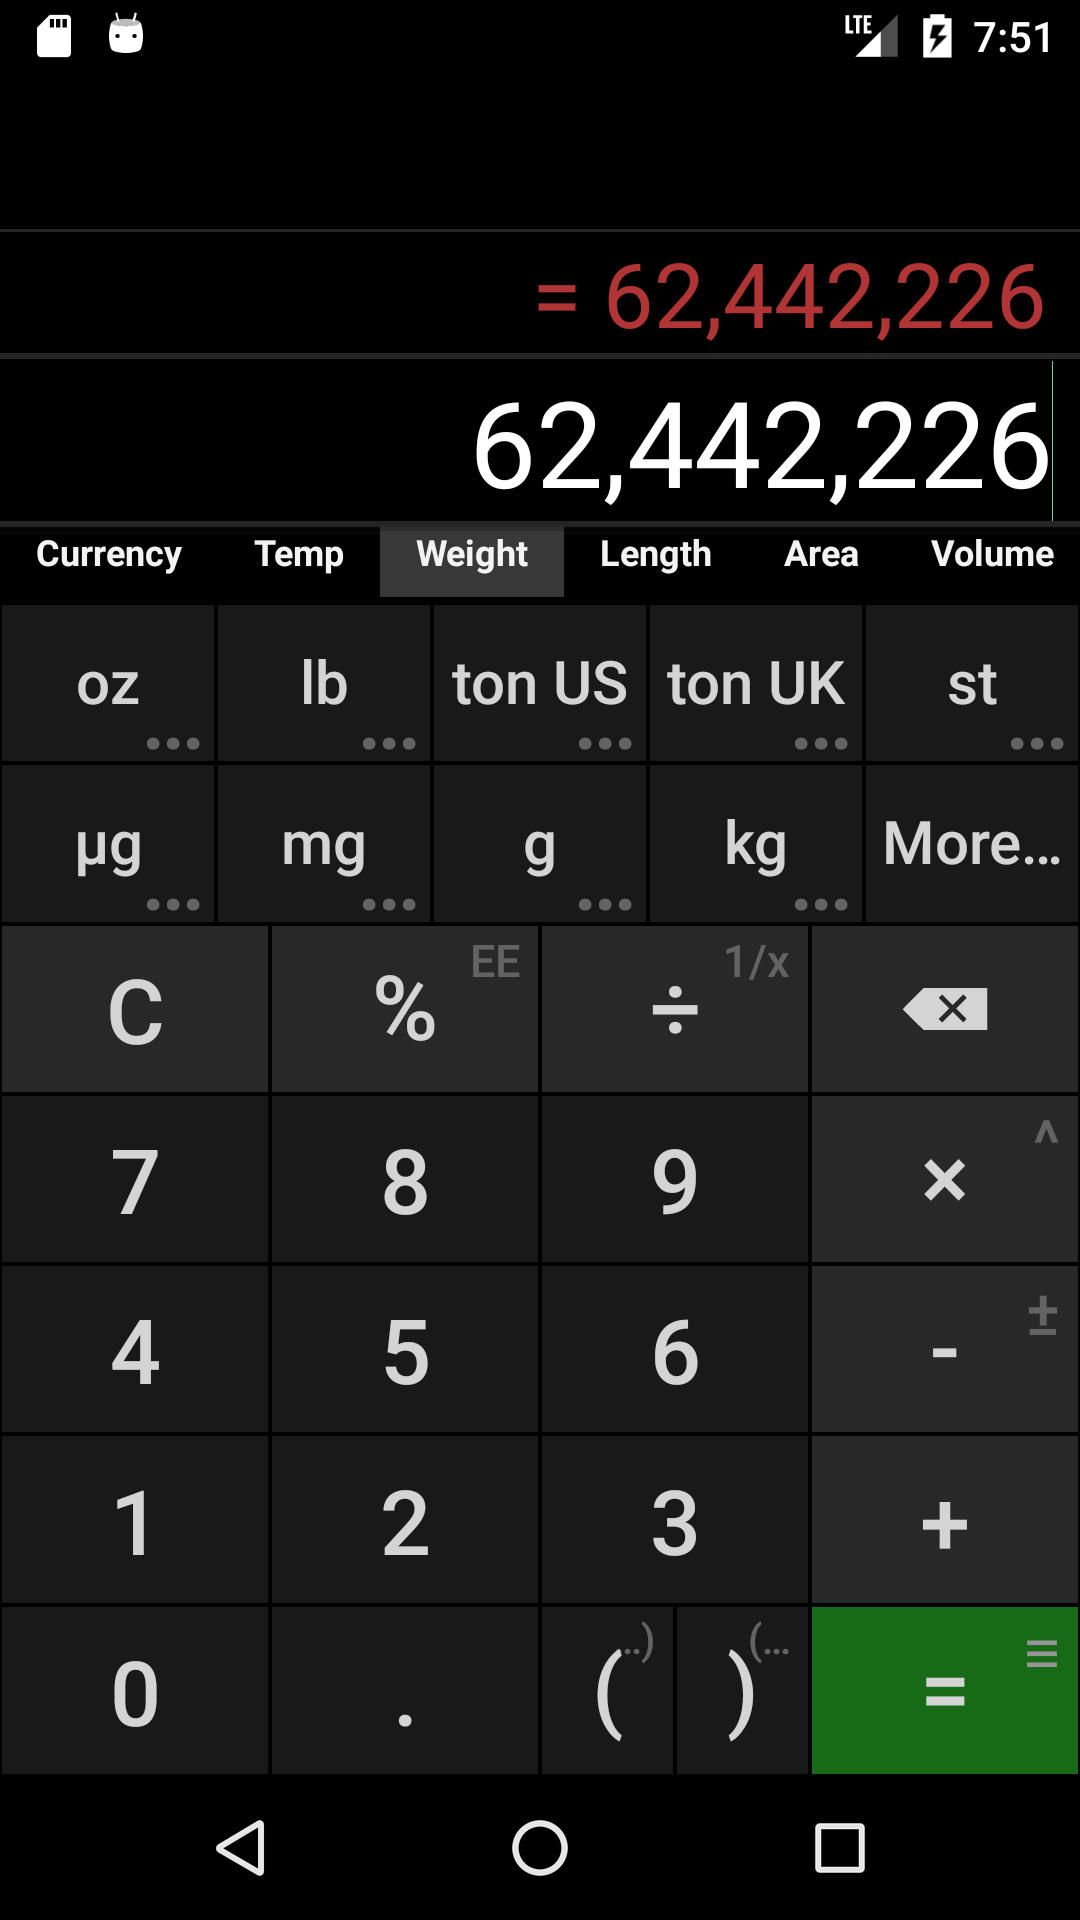 LTE 7:51
= 62,442,226
62,442,226
Currency Temp Weight Length Area Volume
oz lb ton US ton UK st
µg mg g kg More...
C % EE ÷ 1/x
7 8 9 × ^
4 5 6 - ±
1 2 3 +
0 . ( ...) ) (... =